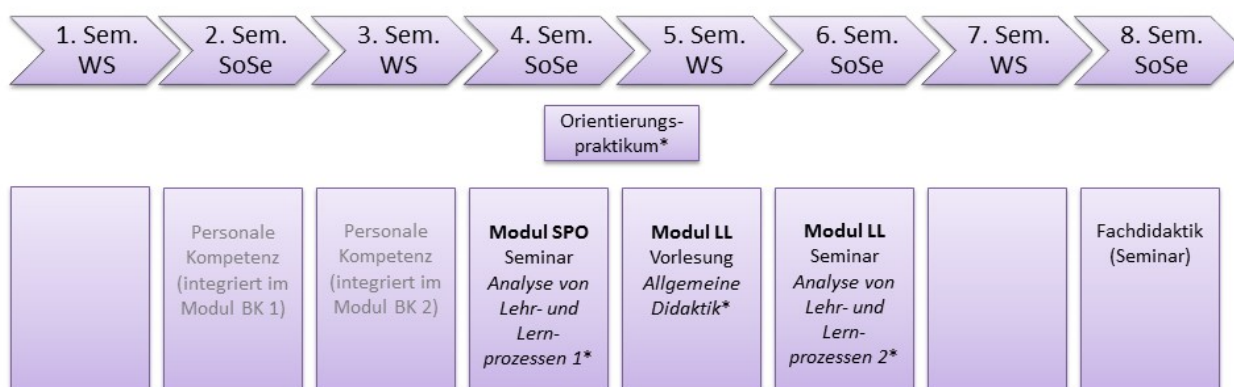 1. Sem.
WS
2. Sem.
SoSe
3. Sem.
WS
4. Sem.
SoSe
5. Sem.
WS
6. Sem.
SoSe
7. Sem.
WS
8. Sem.
SoSe
Orientierungs-
praktikum*
Personale
Kompetenz
(integriert im
Modul BK 1)
Personale
Kompetenz
(integriert im
Modul BK 2)
Modul SPO
Seminar
Analyse von
Lehr- und
Lern-
prozessen 1*
Modul LL
Vorlesung
Allgemeine
Didaktik*
Modul LL
Seminar
Analyse von
Lehr- und
Lern-
prozessen 2*
Fachdidaktik
(Seminar)